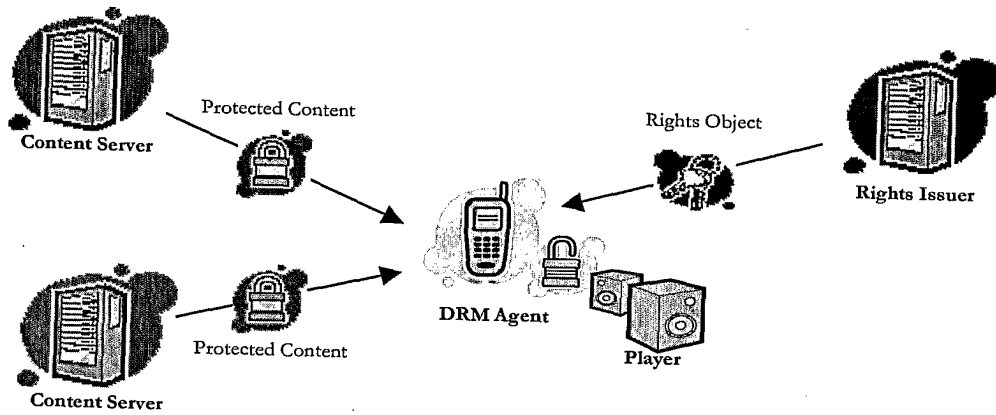 Protected Content
Content Server
Rights Object
Rights Issuer
DRM Agent
Protected Content
Player
Content Server